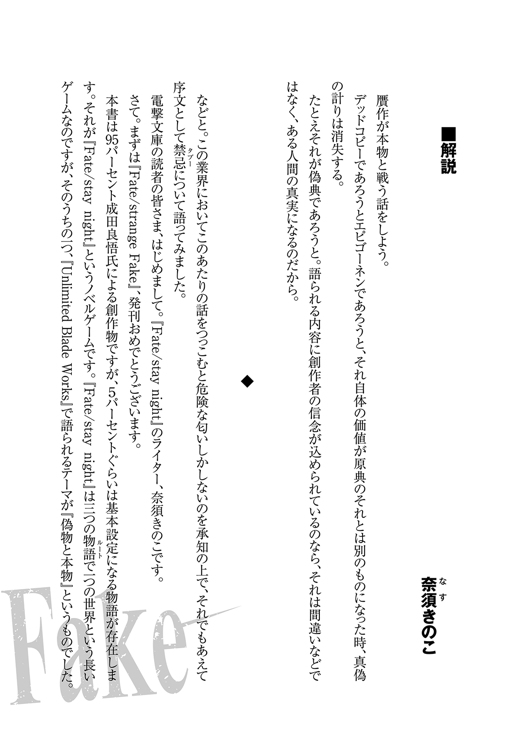 ■解説
奈須きのこ
なす
贋作が本物と戦う話をしよう。
デッドコピーであろうとエピゴーネンであろうと、それ自体の価値が原典のそれとは別のものになった時、真偽
の計りは消失する。
たとえそれが偽典であろうと。語られる内容に創作者の信念が込められているのなら、それは間違いなどで
はなく、ある人間の真実になるのだから。
◆
などと。この業界においてこのあたりの話をつっこむと危険な匂いしかしないのを承知の上で、それでもあえて
序文として禁忌について語ってみました。
タブー
電撃文庫の読者の皆さま、はじめまして。『Fate/stay night』のライター、奈須きのこです。
さて。まずは『Fate/strange Fake』、発刊おめでとうございます。
本書は95パーセント成田良悟氏による創作物ですが、5パーセントぐらいは基本設定になる物語が存在しま
す。それが『Fate/stay night』というノベルゲームです。『Fate/stay night』は三つの物語で一つの世界という長い
ルート
ゲームなのですが、そのうちの一つ、『Unlimited Blade Works』で語られるテーマが『偽物と本物』というものでした。
Fake